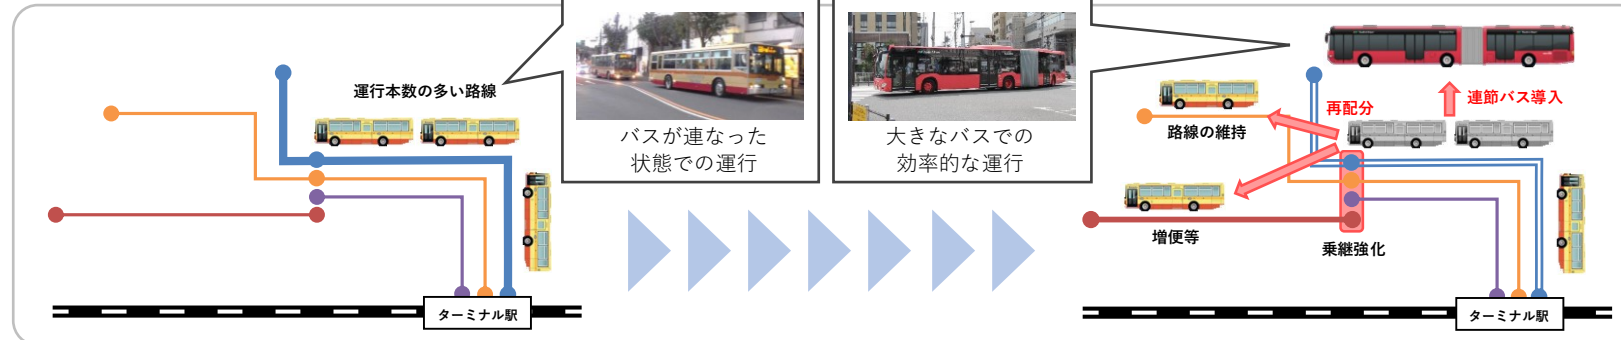 運行本数の多い路線
バスが連なった
状態での運行
大きなバスでの
効率的な運行
連節バス導入
再配分
路線の維持
増便等
乗継強化
ターミナル駅
ターミナル駅